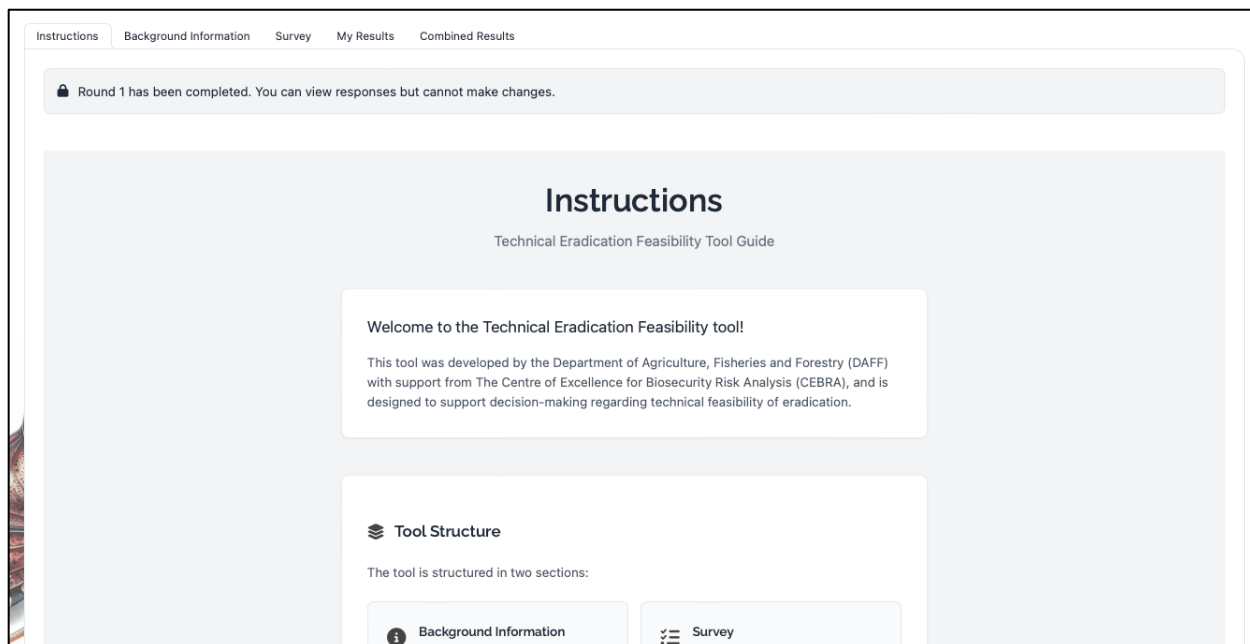 Instructions Background Information Survey My Results Combined Results
Round 1 has been completed. You can view responses but cannot make changes.
Instructions
Technical Eradication Feasibility Tool Guide
Welcome to the Technical Eradication Feasibility tool!
This tool was developed by the Department of Agriculture, Fisheries and Forestry (DAFF)
with support from The Centre of Excellence for Biosecurity Risk Analysis (CEBRA), and is
designed to support decision-making regarding technical feasibility of eradication.
Tool Structure
The tool is structured in two sections:
Background Information Survey